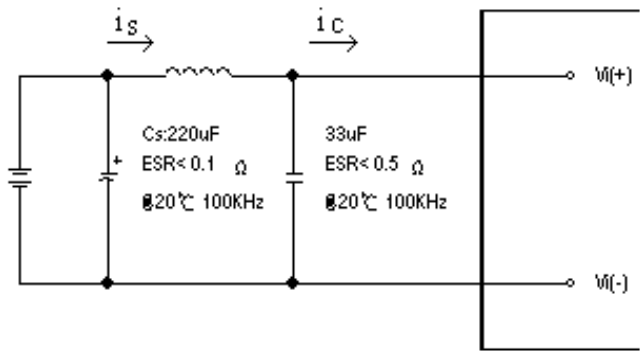 is
ic
Vi(+)
Cs:220uF
ESR<0.1 Ω
@20℃ 100KHz
33uF
ESR<0.5 Ω
@20℃ 100KHz
+
Vi(-)